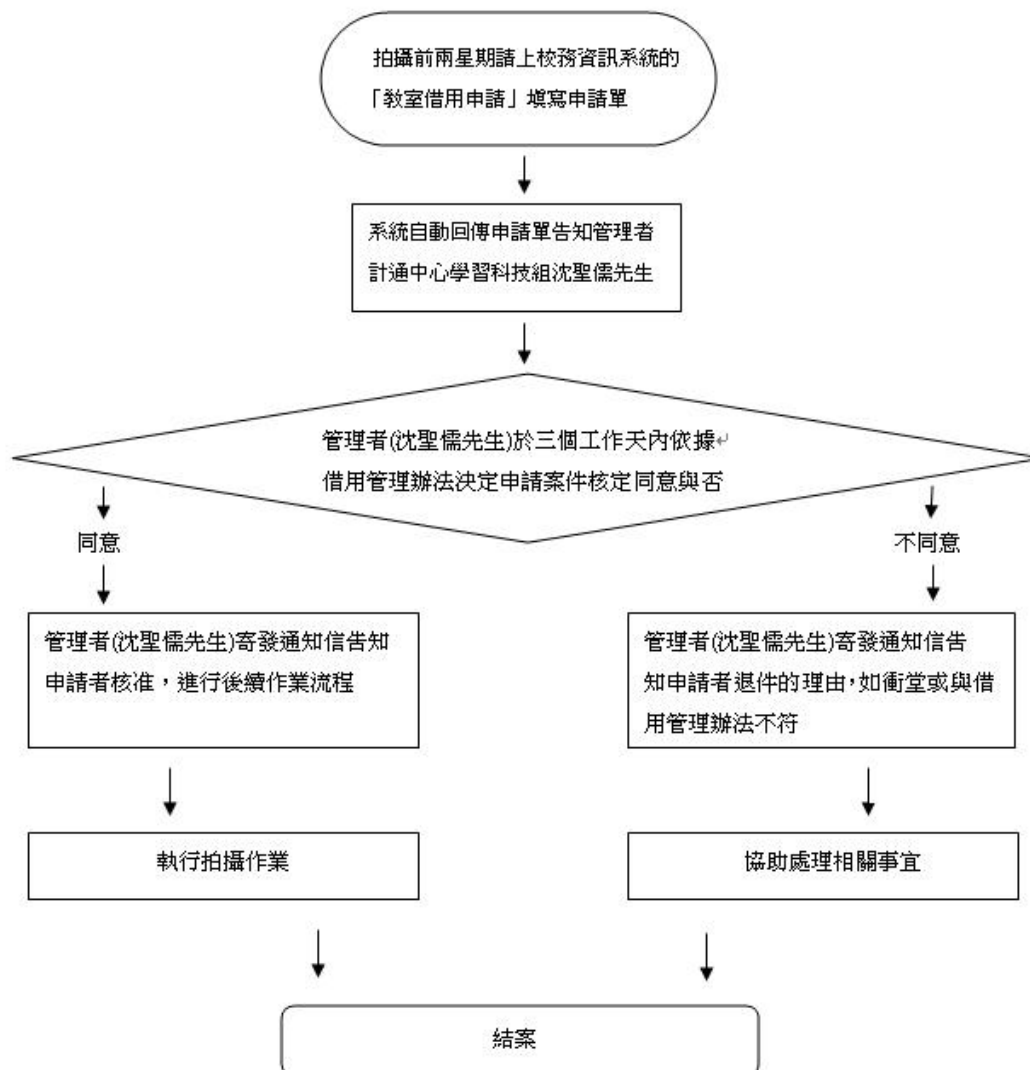 拍攝前兩星期請上校務資訊系統的
「教室借用申請」填寫申請單
系統自動回傳申請單告知管理者
計通中心學習科技組沈聖儒先生
管理者(沈聖儒先生)於三個工作天內依據↵
借用管理辦法決定申請案件核定同意與否
同意
不同意
管理者(沈聖儒先生)寄發通知信告知
申請者核准，進行後續作業流程
管理者(沈聖儒先生)寄發通知信告
知申請者退件的理由，如衝堂或與借
用管理辦法不符
執行拍攝作業
協助處理相關事宜
結案